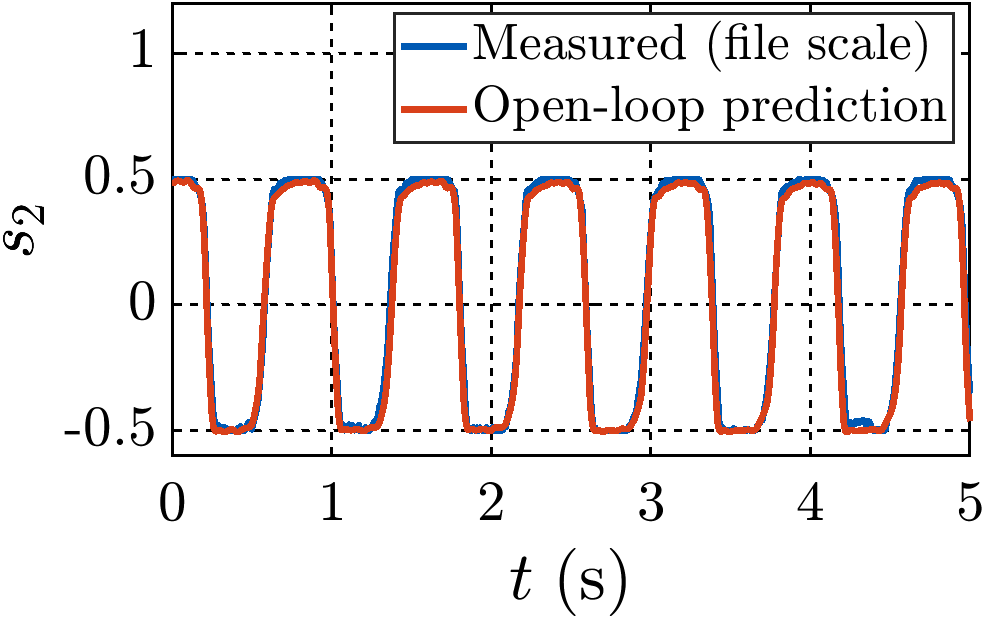 Measured (file scale)
Open-loop prediction
1
0.5
0
-0.5
s₂
0 1 2 3 4 5
t (s)